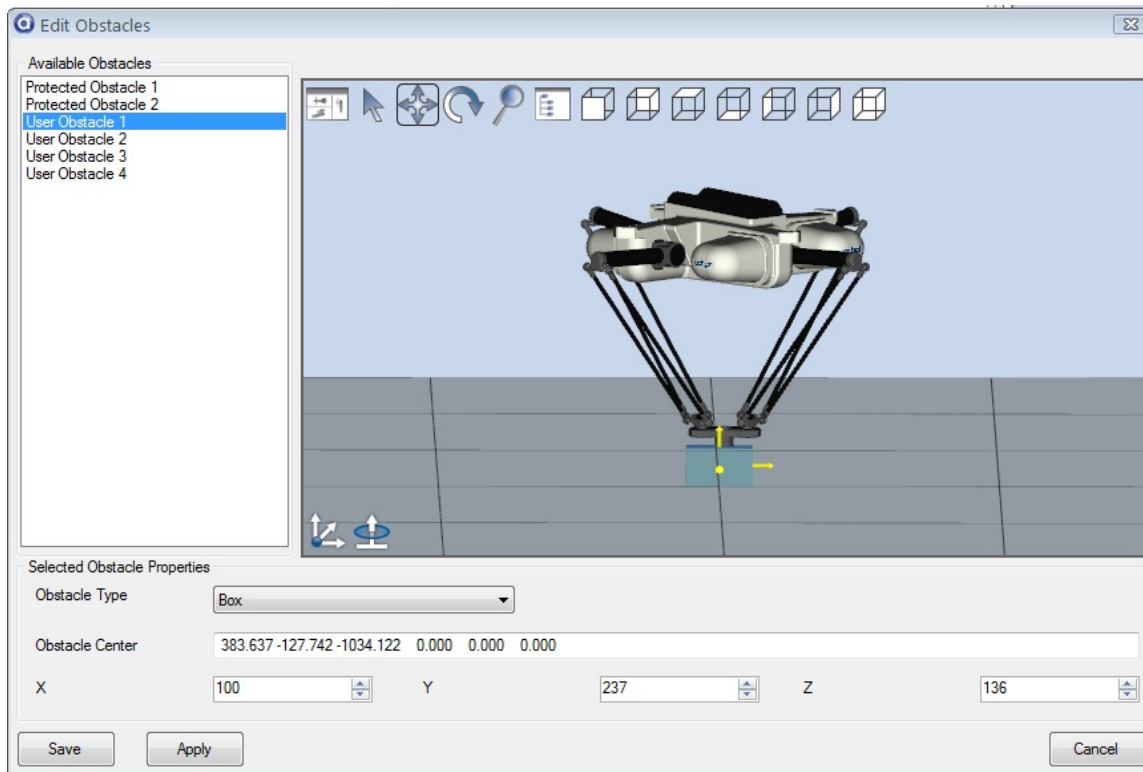 Edit Obstacles
Available Obstacles
Protected Obstacle 1
Protected Obstacle 2
User Obstacle 1
User Obstacle 2
User Obstacle 3
User Obstacle 4
Selected Obstacle Properties
Obstacle Type Box
Obstacle Center 383.637 -127.742 -1034.122 0.000 0.000 0.000
X 100 Y 237 Z 136
Save Apply Cancel